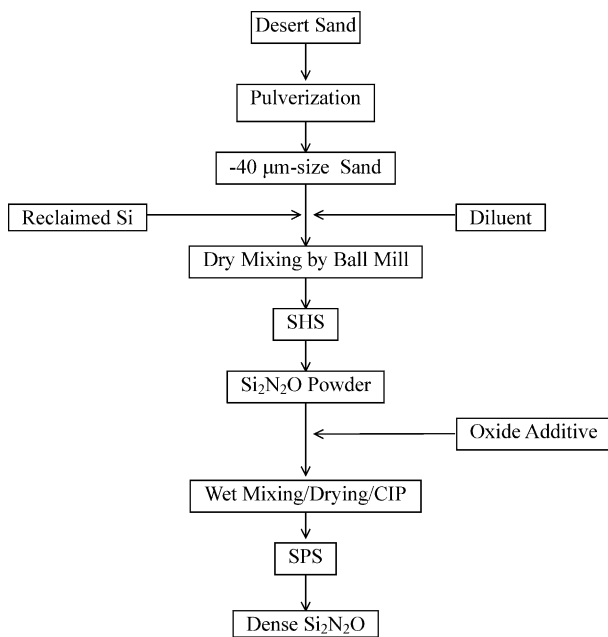 Desert Sand
Pulverization
-40 μm-size Sand
Reclaimed Si
Diluent
Dry Mixing by Ball Mill
SHS
Si₂N₂O Powder
Oxide Additive
Wet Mixing/Drying/CIP
SPS
Dense Si₂N₂O